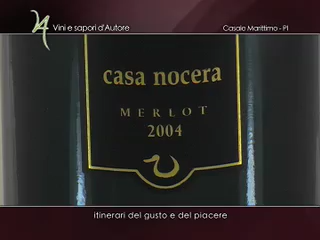 Vini e sapori d'Autore
Casale Marittimo - PI
casa nocera
MERLOT
2004
itinerari del gusto e del piacere